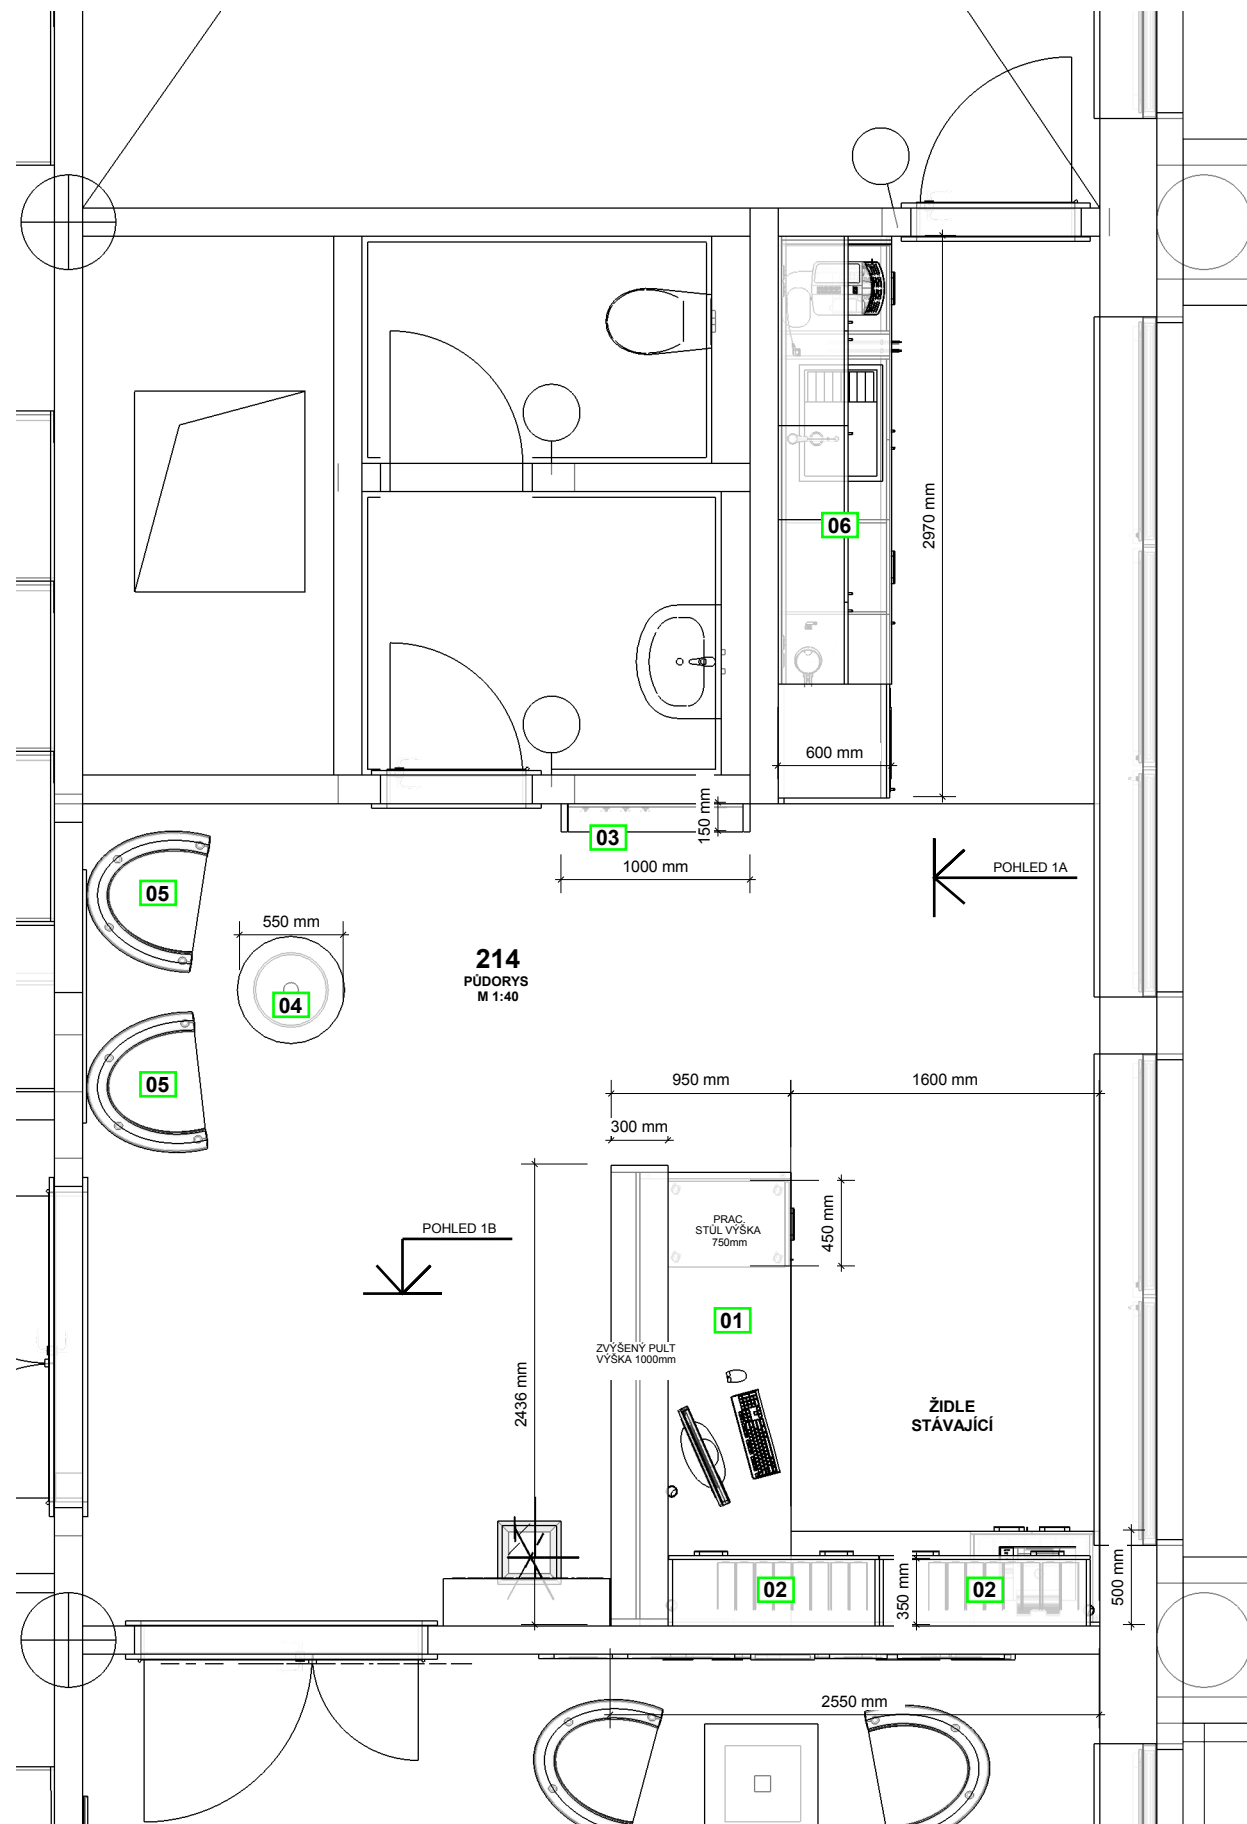 06
2970 mm
600 mm
150 mm
03
1000 mm
POHLED 1A
05
550 mm
214
PŮDORYS
M 1:40
04
05
950 mm
1600 mm
300 mm
PRAC.
STŮL VÝŠKA
750mm
450 mm
POHLED 1B
01
ZVÝŠENÝ PULT
VÝŠKA 1000mm
2436 mm
ŽIDLE
STÁVAJÍCÍ
02
350 mm
02
500 mm
2550 mm